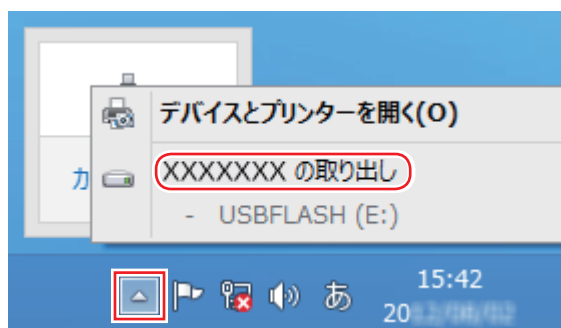 デバイスとプリンターを開く(O)
カ
XXXXXXX の取り出し
- USBFLASH (E:)
あ
15:42
20